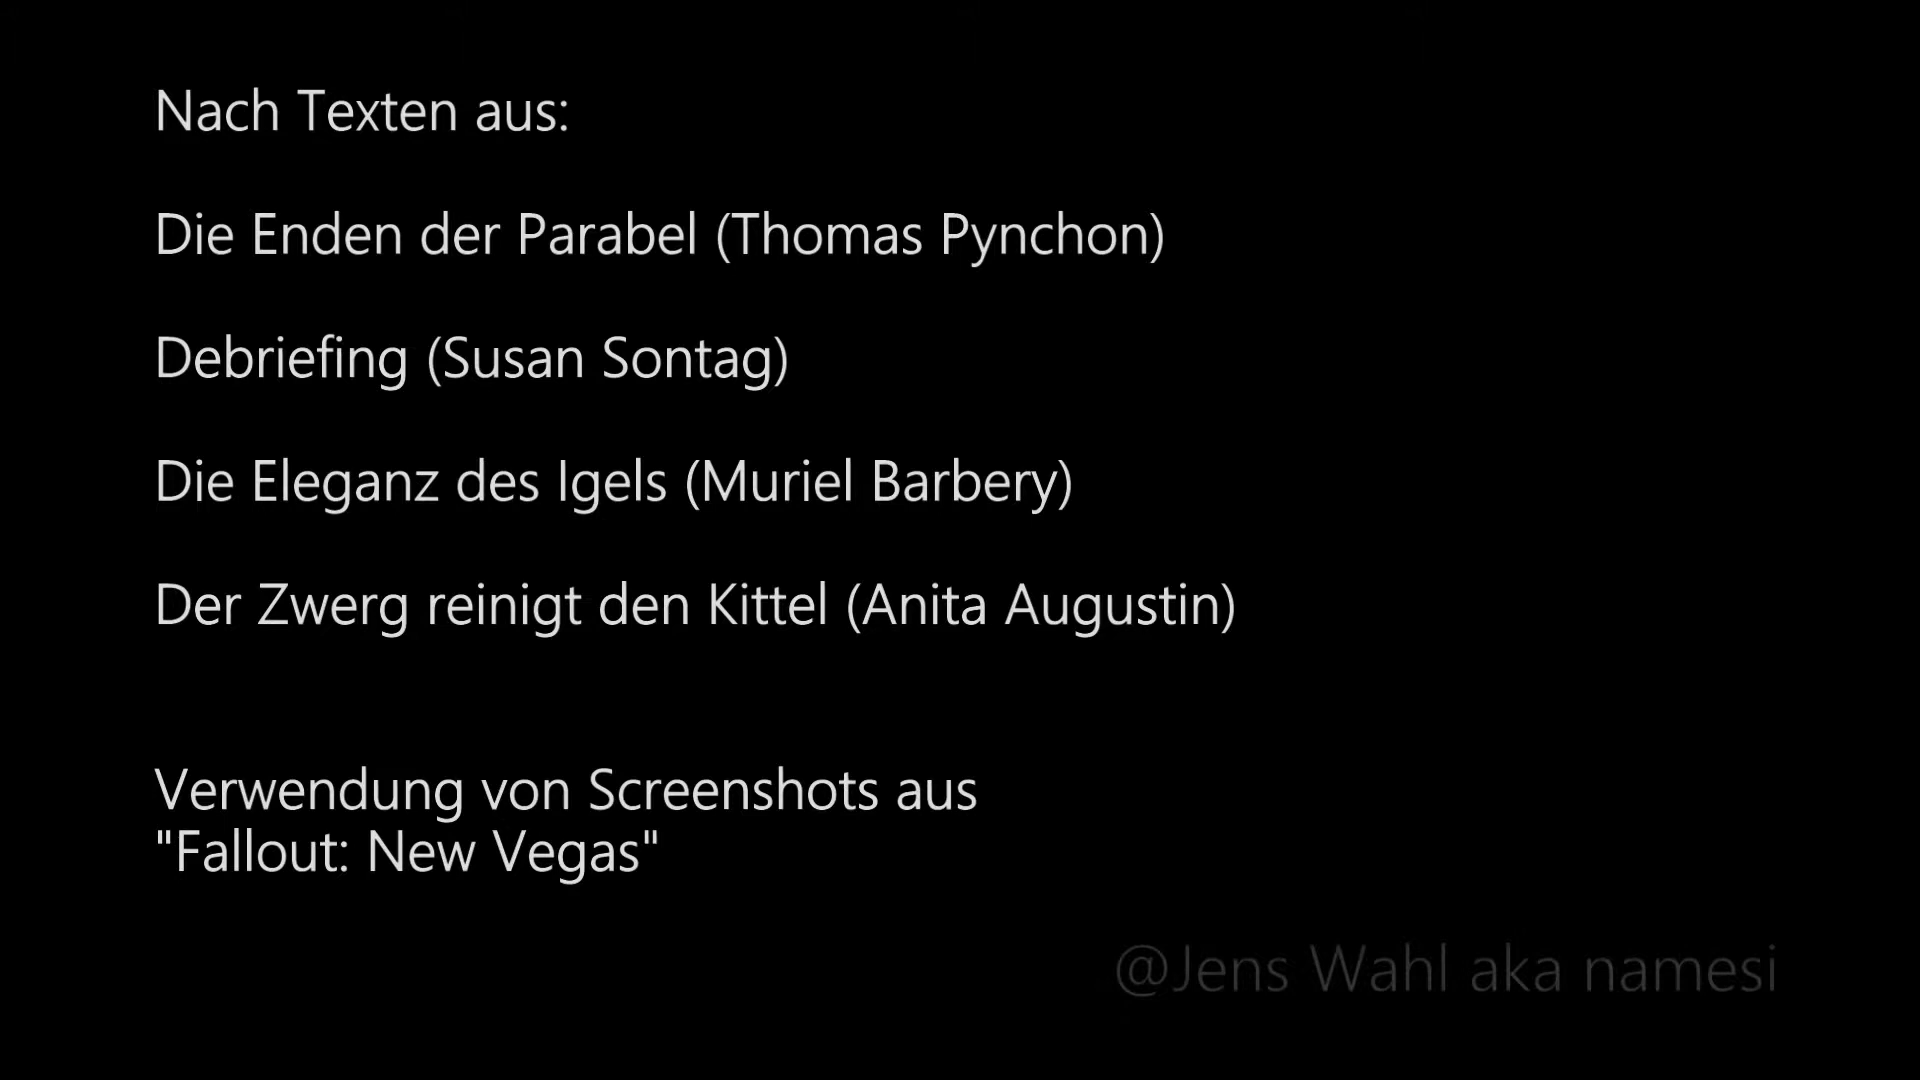 Nach Texten aus:
Die Enden der Parabel (Thomas Pynchon)
Debriefing (Susan Sontag)
Die Eleganz des Igels (Muriel Barbery)
Der Zwerg reinigt den Kittel (Anita Augustin)
Verwendung von Screenshots aus
"Fallout: New Vegas"
@Jens Wahl aka namesi